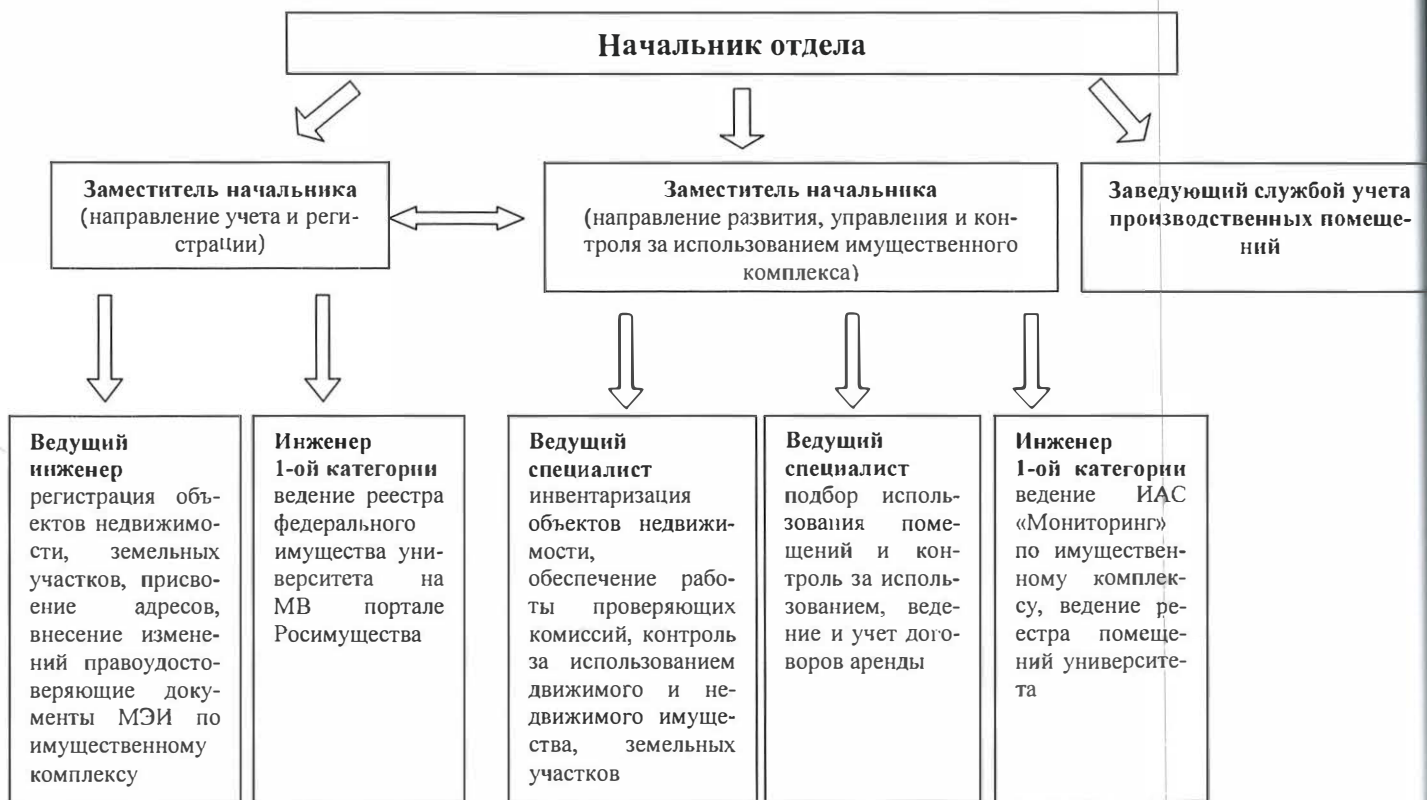 Начальник отдела
Заместитель начальника
(направление учета и реги-
страции)
Заместитель начальника
(направление развития, управления и кон-
троля за использованием имущественного
комплекса)
Заведующий службой учета
производственных помеще-
ний
Ведущий
инженер
регистрация объ-
ектов недвижимо-
сти, земельных
участков, присво-
ение адресов,
внесение измене-
ний правоудосто-
веряющие доку-
менты МЭИ по
имущественному
комплексу
Инженер
1-ой категории
ведение реестра
федерального
имущества уни-
верситета на
МВ портале
Росимущества
Ведущий
специалист
инвентаризация
объектов недвижи-
мости,
обеспечение рабо-
ты проверяющих
комиссий, контроль
за использованием
движимого и не-
движимого имуще-
ства, земельных
участков
Ведущий
специалист
подбор исполь-
зования поме-
щений и кон-
троль за исполь-
зованием, веде-
ние и учет дого-
воров аренды
Инженер
1-ой категории
ведение ИАС
«Мониторинг»
по имуществен-
ному комплек-
су, ведение ре-
естра помеще-
ний университе-
та